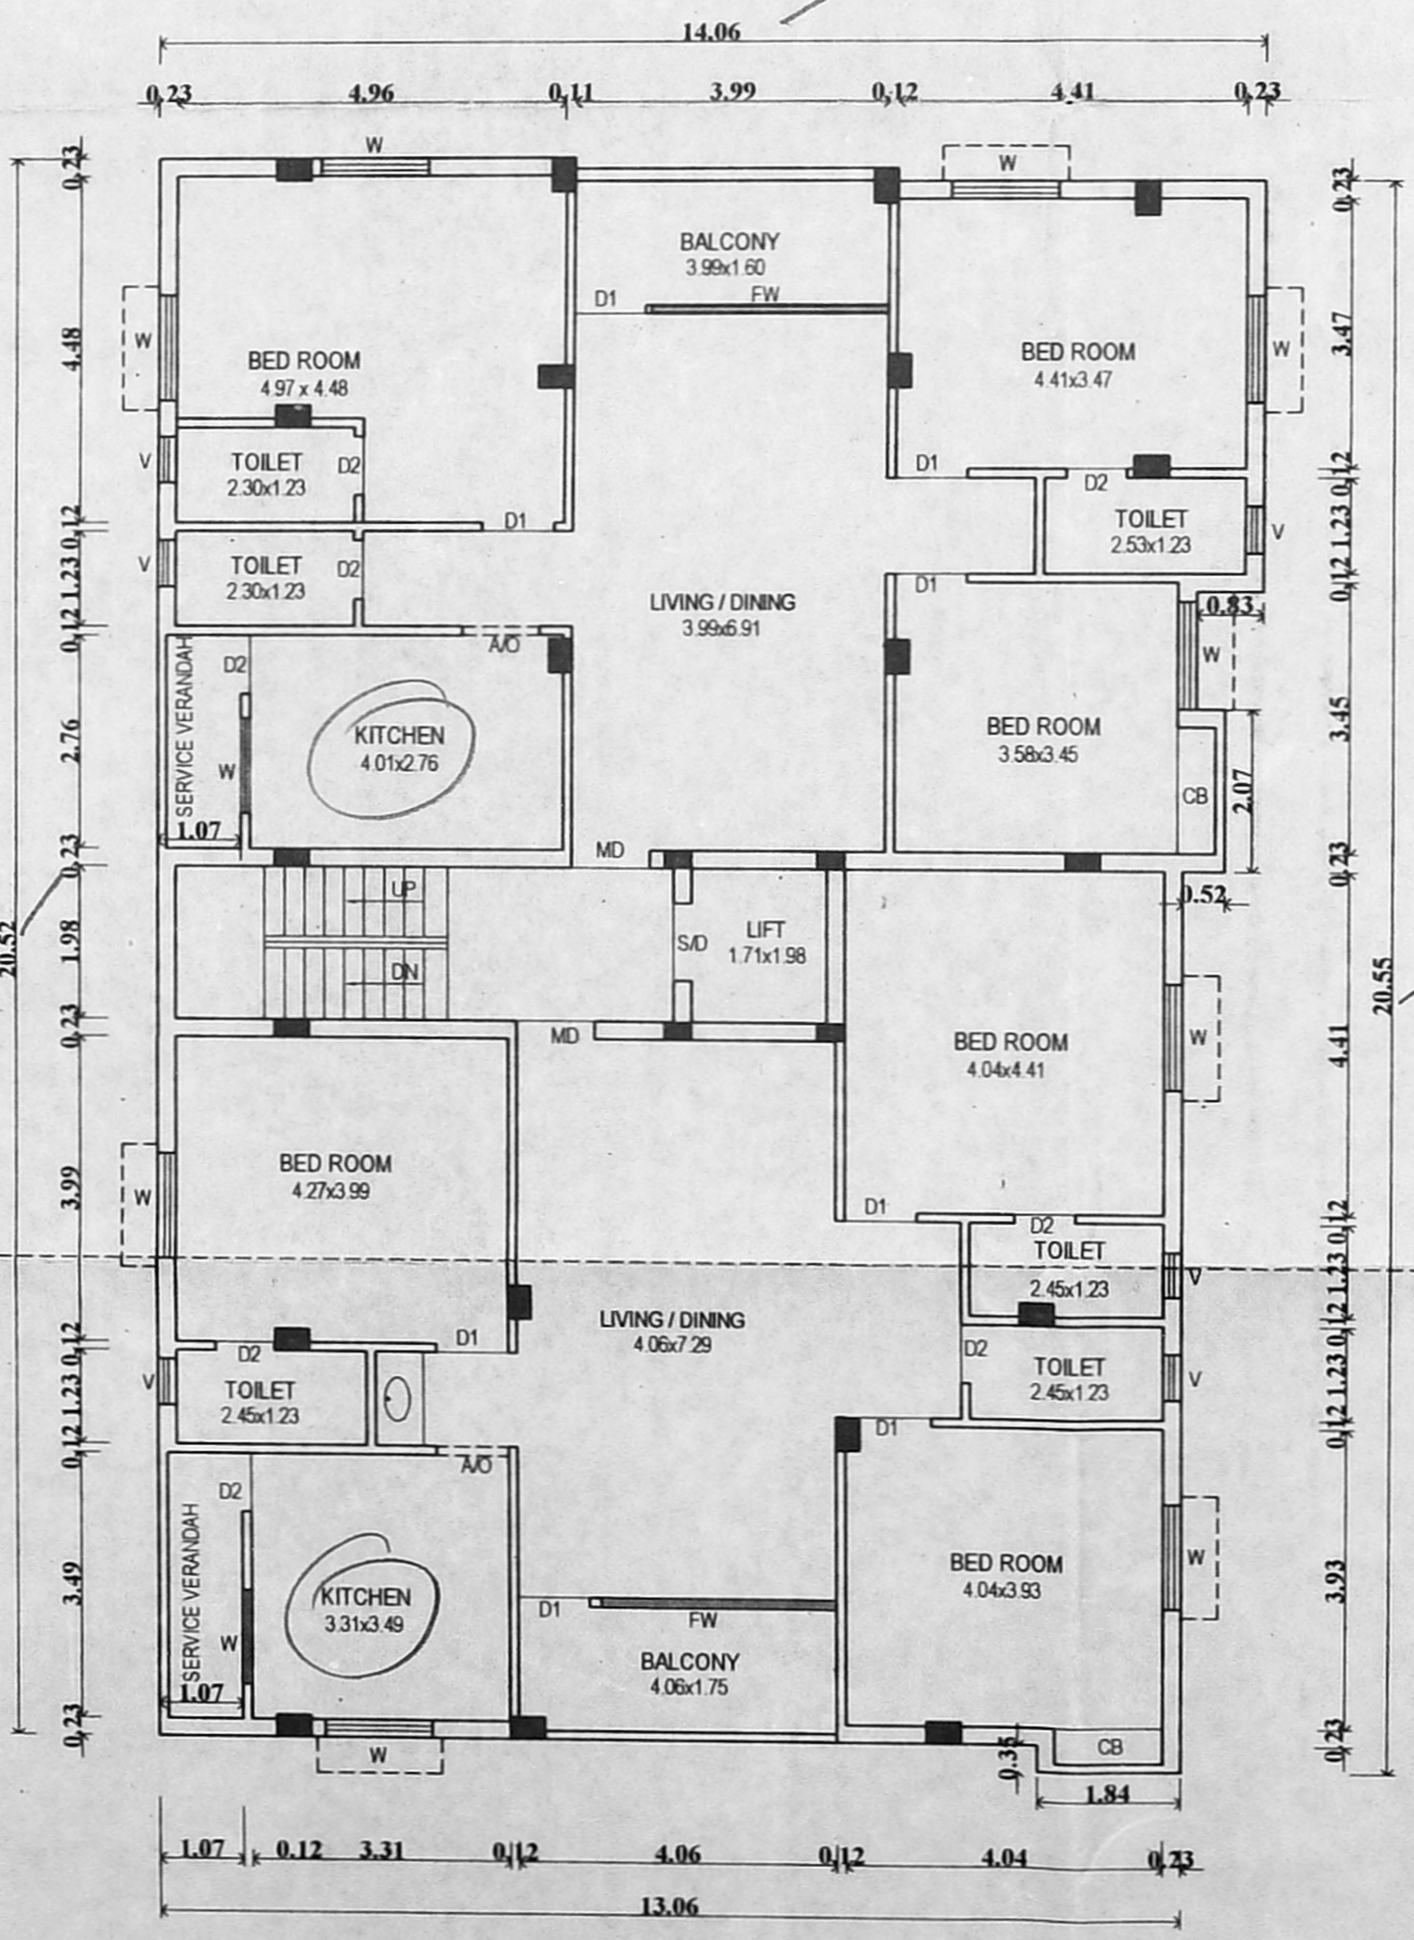 14.06
0.23 4.96 0.11 3.99 0.12 4.41 0.23
W
W
0.23
0.23
BALCONY
3.99x1.60
D1 FW
W
4.48
BED ROOM
4.97 x 4.48
BED ROOM
4.41x3.47
W
3.47
V
TOILET
2.30x1.23
D2
D1
D2
0.12
D1
TOILET
2.53x1.23
V
0.12
1.23
V
TOILET
2.30x1.23
D2
1.23
D1
0.12
LIVING / DINING
3.99x6.91
0.83
0.12
A/O
D2
SERVICE VERANDAH
W
KITCHEN
4.01x2.76
2.76
W
BED ROOM
3.58x3.45
3.45
CB
2.07
1.07
0.23
MD
0.23
0.52
UP
DN
S/D
LIFT
1.71x1.98
1.98
20.52
20.55
0.23
MD
BED ROOM
4.04x4.41
W
4.41
BED ROOM
4.27x3.99
W
3.99
D1
D2
0.12
TOILET
2.45x1.23
V
1.23
LIVING / DINING
4.06x7.29
0.12
D1
D2
0.12
D2
TOILET
2.45x1.23
V
1.23
V
TOILET
2.45x1.23
1.23
D1
0.12
0.12
A/O
D2
SERVICE VERANDAH
W
KITCHEN
3.31x3.49
3.49
BED ROOM
4.04x3.93
W
3.93
D1 FW
BALCONY
4.06x1.75
1.07
0.23
W
0.35
CB
0.23
1.84
1.07 0.12 3.31 0.12 4.06 0.12 4.04 0.23
13.06